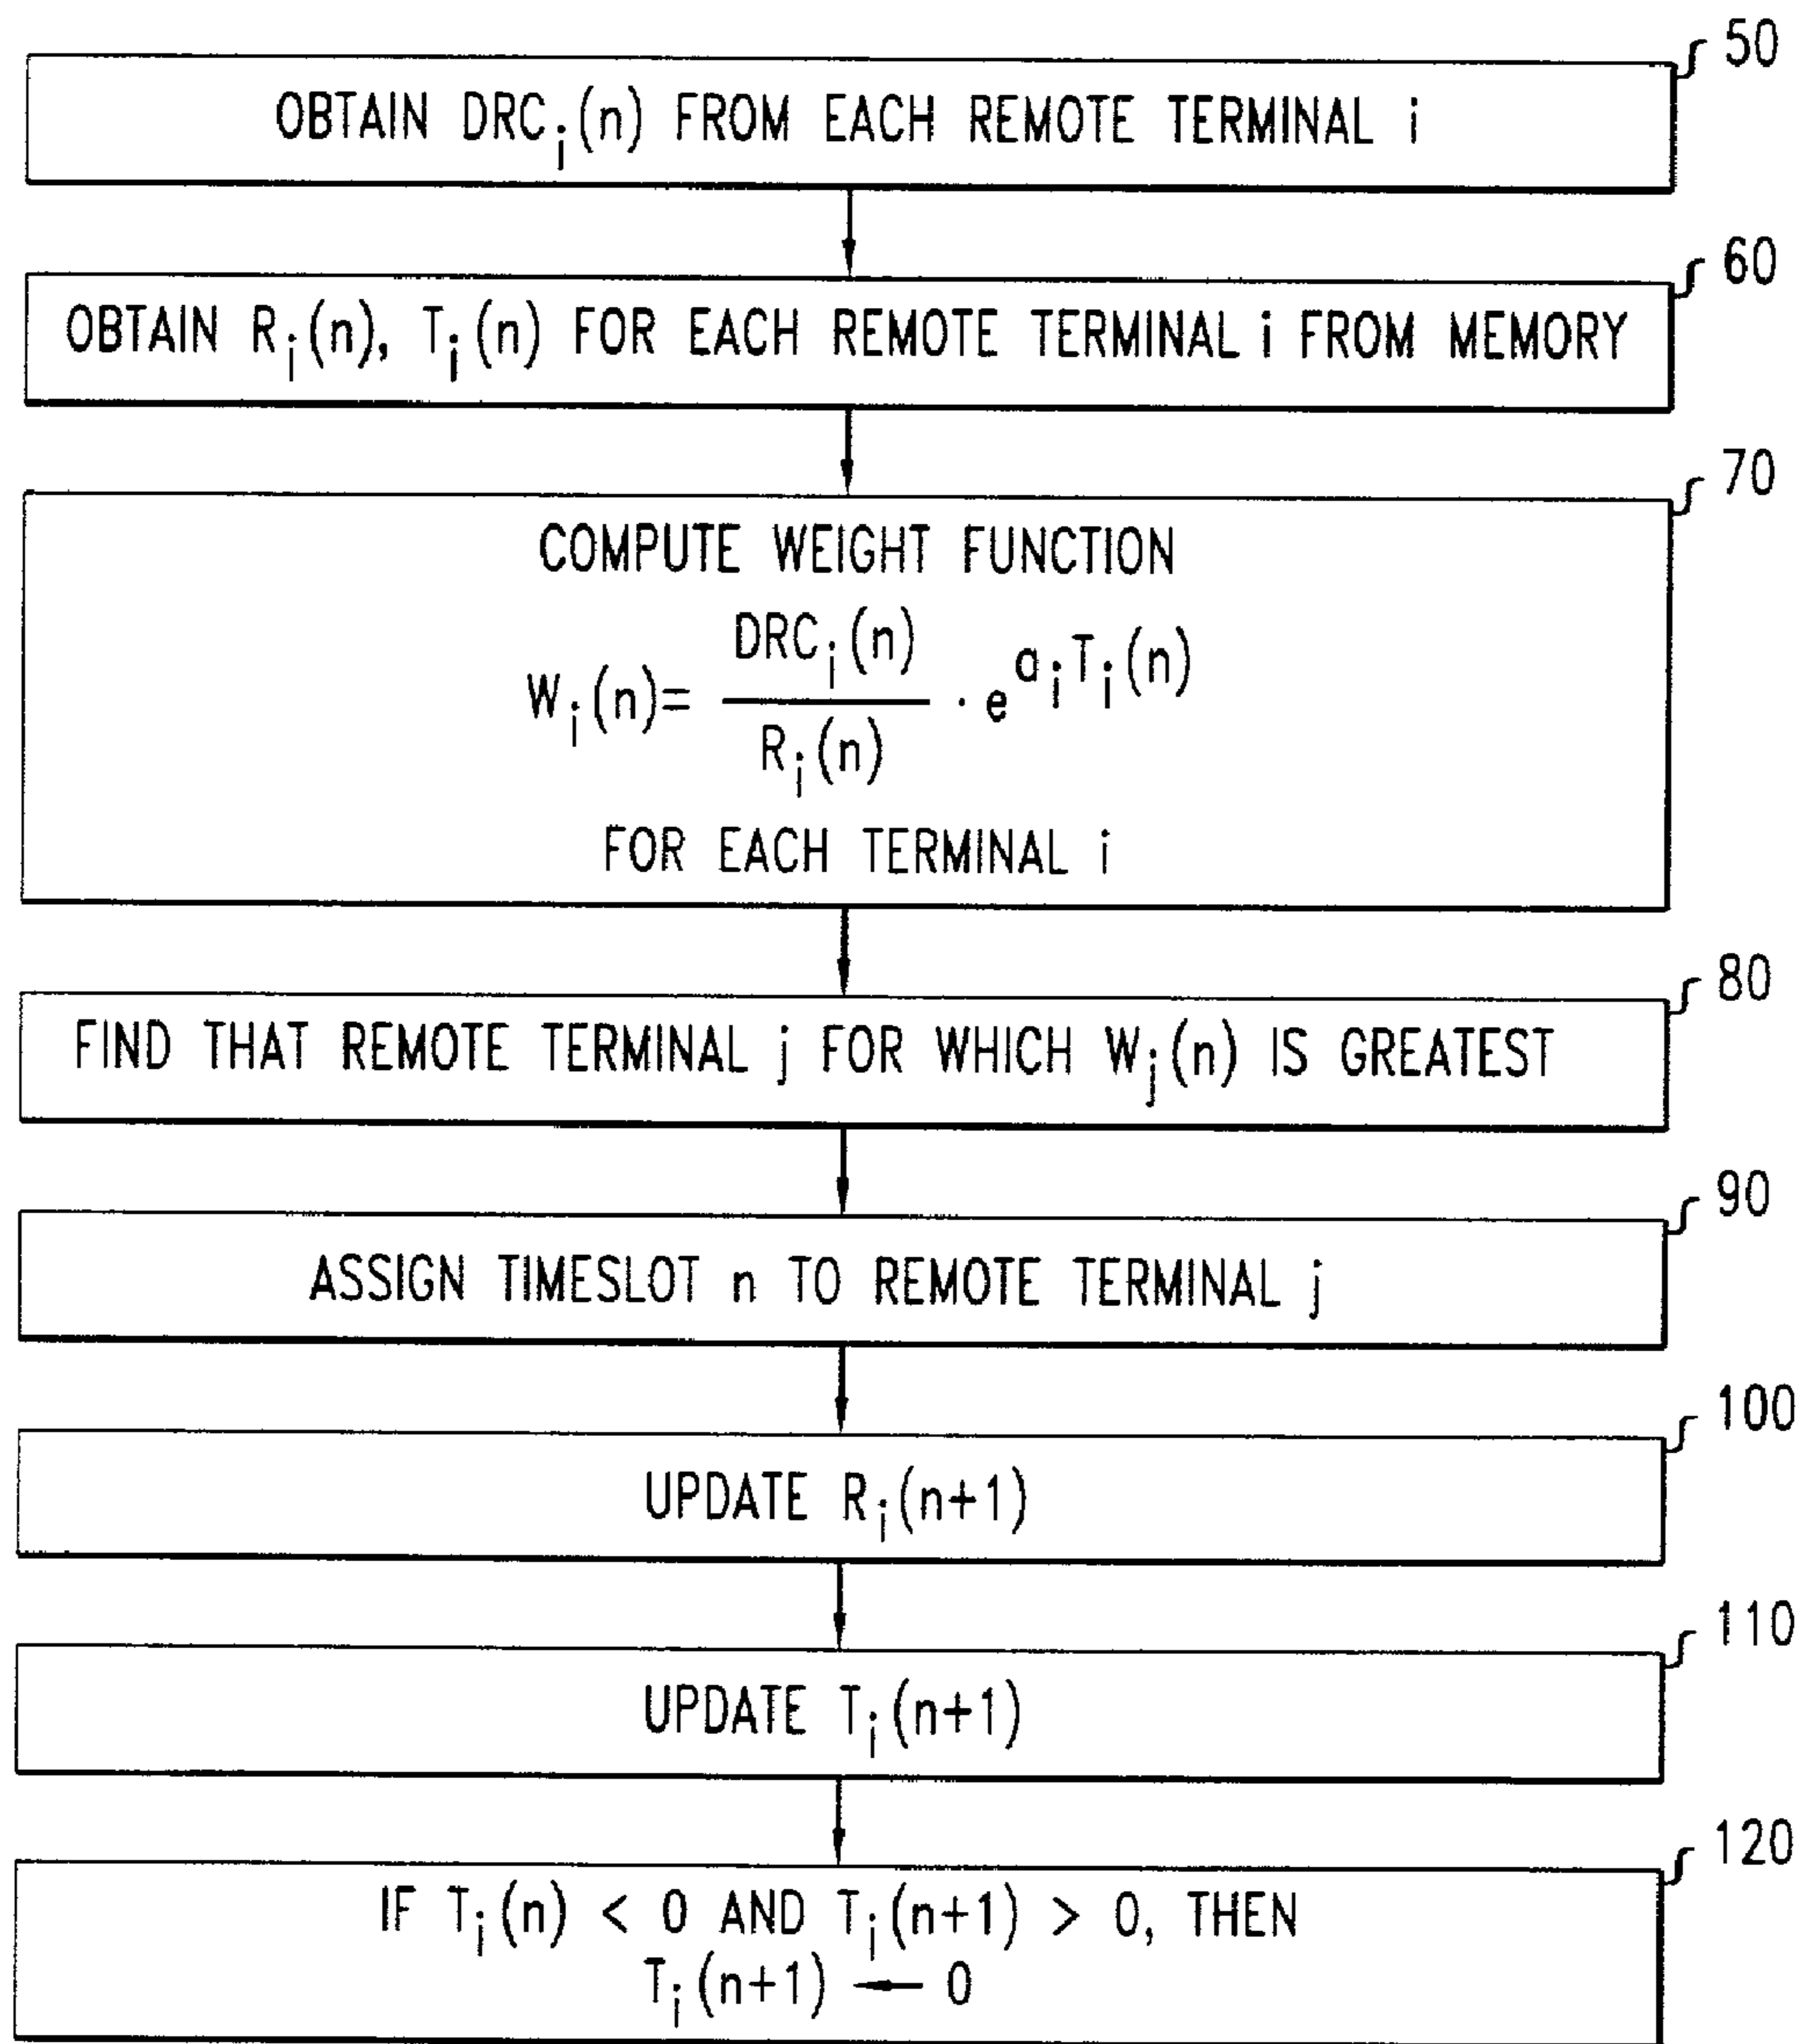 50
OBTAIN DRC_i(n) FROM EACH REMOTE TERMINAL i
60
OBTAIN R_i(n), T_i(n) FOR EACH REMOTE TERMINAL i FROM MEMORY
70
COMPUTE WEIGHT FUNCTION
W_i(n)= DRC_i(n) / R_i(n) · e^{a_i T_i(n)}
FOR EACH TERMINAL i
80
FIND THAT REMOTE TERMINAL j FOR WHICH W_j(n) IS GREATEST
90
ASSIGN TIMESLOT n TO REMOTE TERMINAL j
100
UPDATE R_i(n+1)
110
UPDATE T_i(n+1)
120
IF T_i(n) < 0 AND T_i(n+1) > 0, THEN
T_i(n+1) ← 0